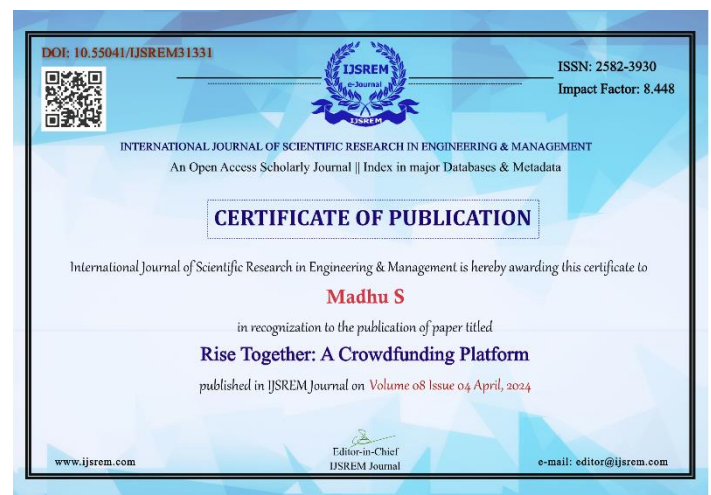 DOI: 10.55041/IJSREM31331
IJSREM
e-Journal
IJSREM
ISSN: 2582-3930
Impact Factor: 8.448
INTERNATIONAL JOURNAL OF SCIENTIFIC RESEARCH IN ENGINEERING & MANAGEMENT
An Open Access Scholarly Journal || Index in major Databases & Metadata
CERTIFICATE OF PUBLICATION
International Journal of Scientific Research in Engineering & Management is hereby awarding this certificate to
Madhu S
in recognization to the publication of paper titled
Rise Together: A Crowdfunding Platform
published in IJSREM Journal on Volume 08 Issue 04 April, 2024
www.ijsrem.com
Editor-in-Chief
IJSREM Journal
e-mail: editor@ijsrem.com